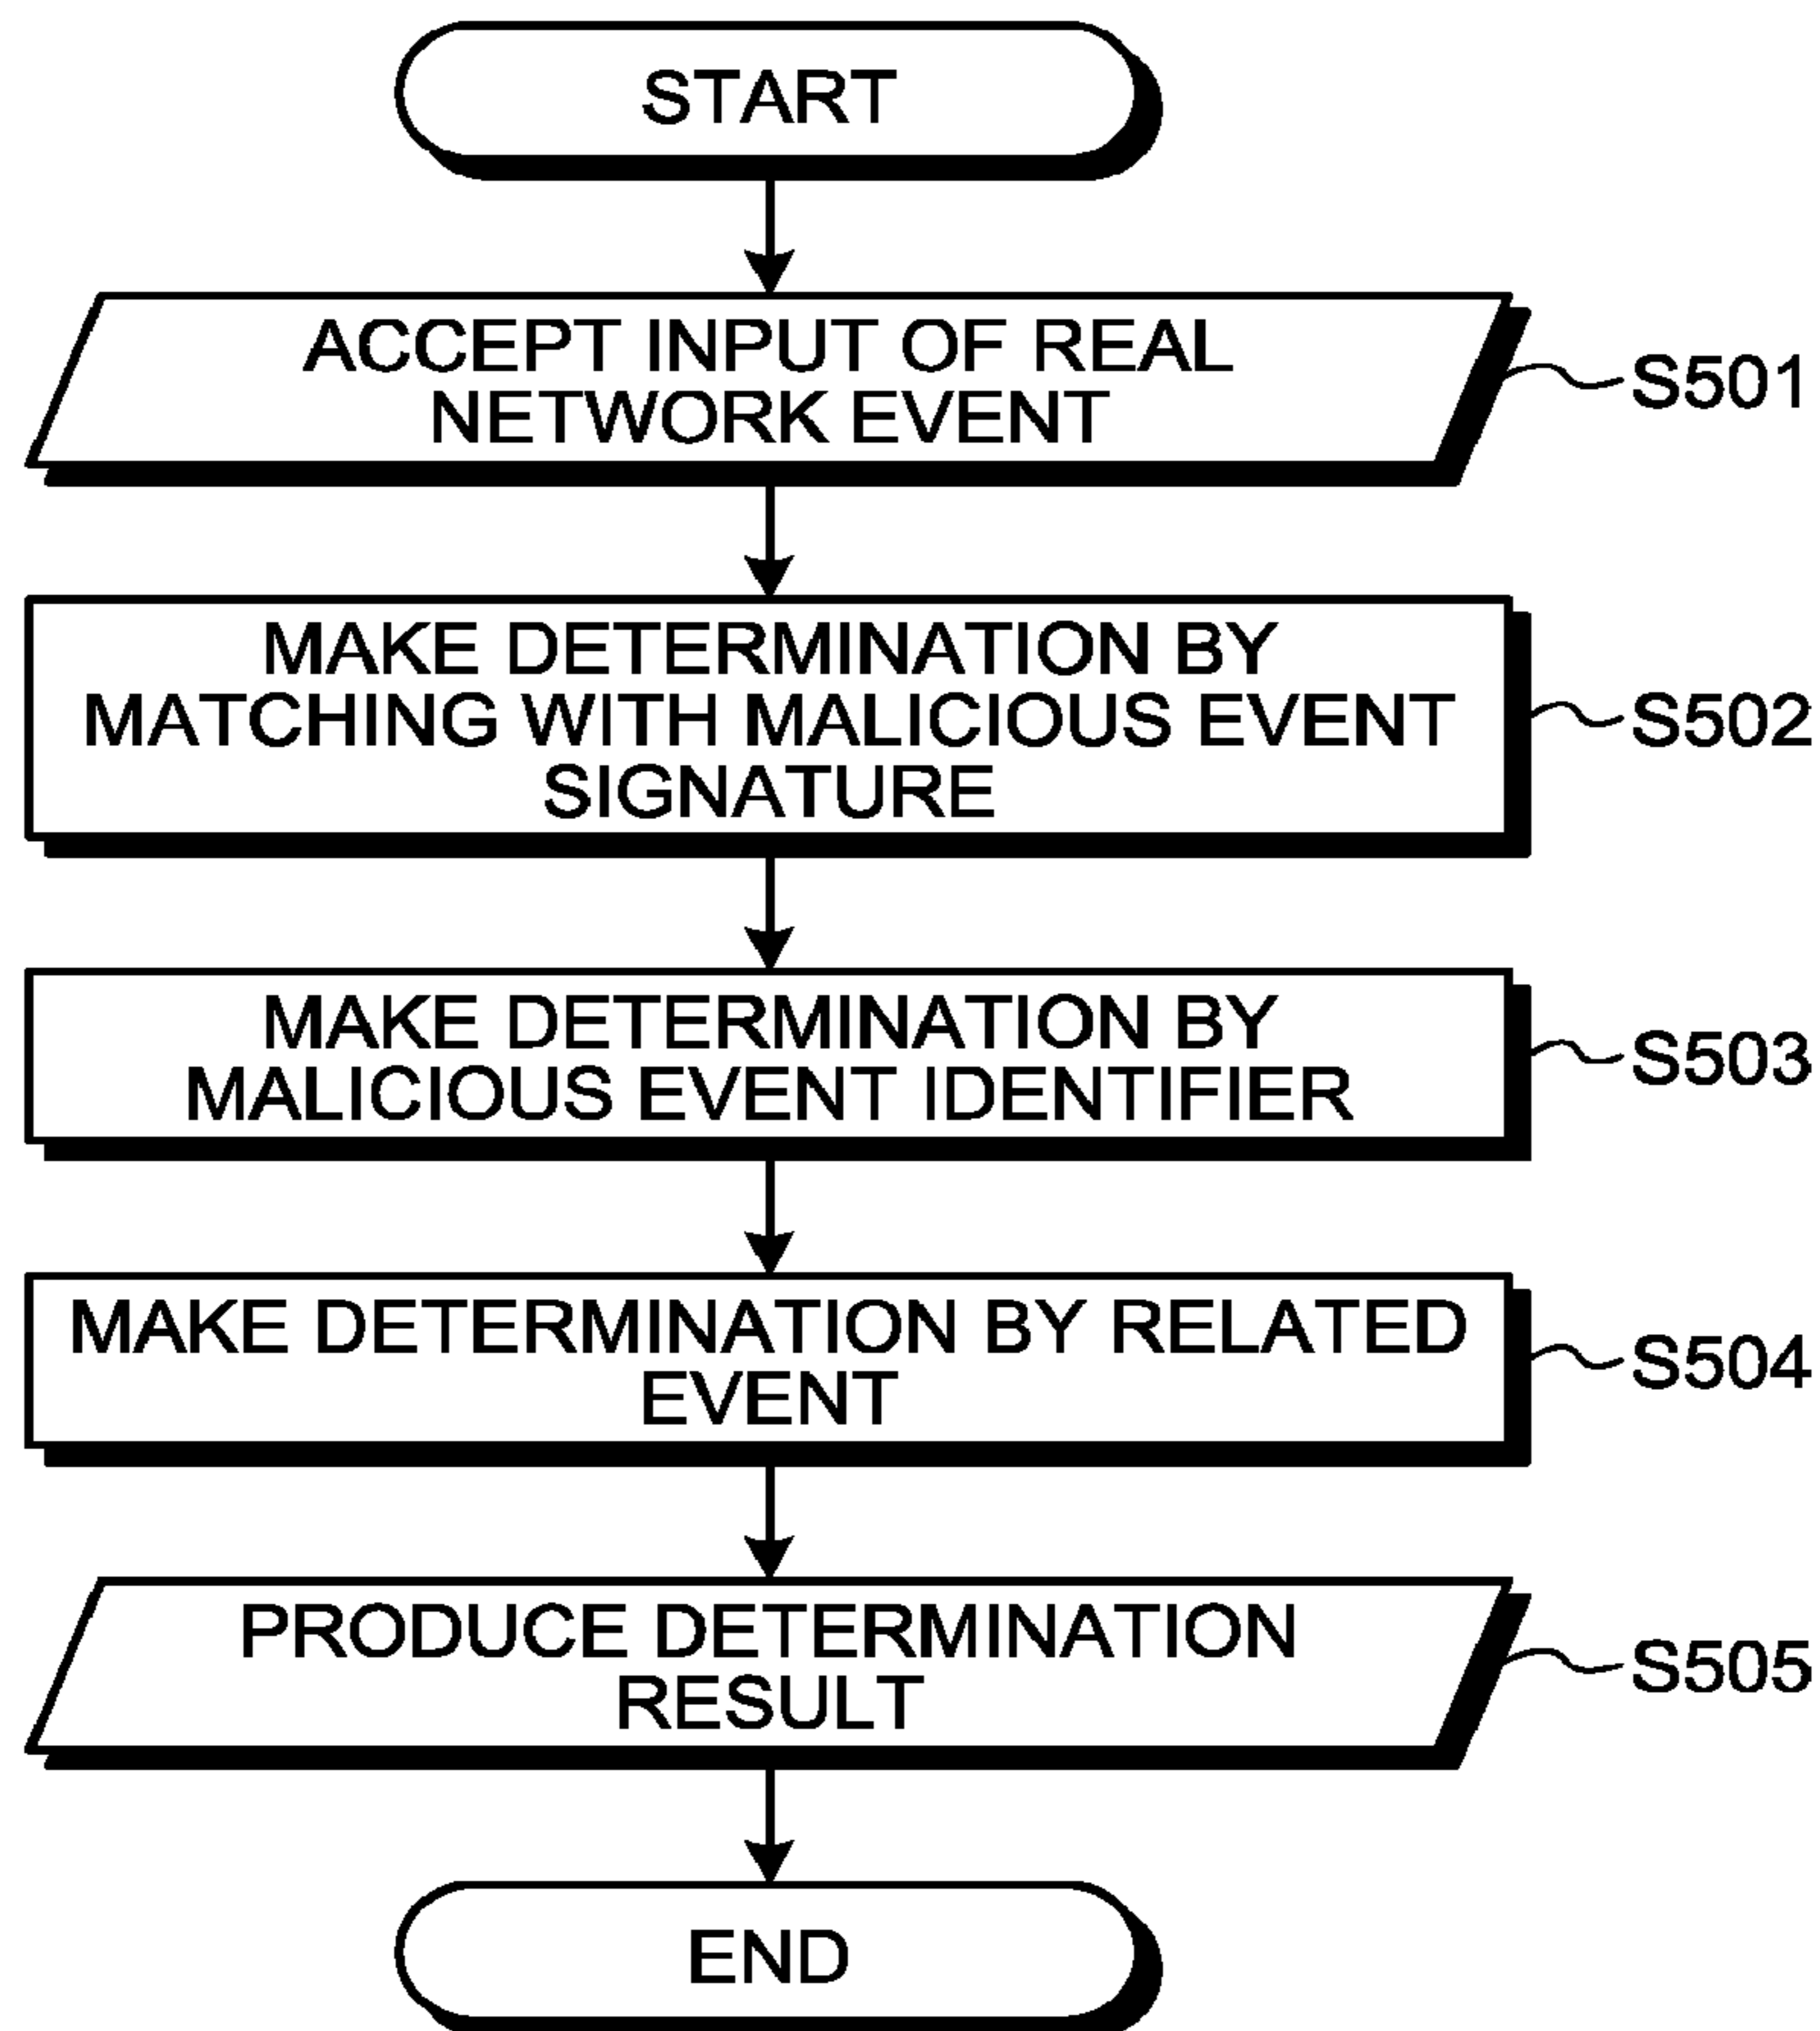 START
ACCEPT INPUT OF REAL
NETWORK EVENT
S501
MAKE DETERMINATION BY
MATCHING WITH MALICIOUS EVENT
SIGNATURE
S502
MAKE DETERMINATION BY
MALICIOUS EVENT IDENTIFIER
S503
MAKE DETERMINATION BY RELATED
EVENT
S504
PRODUCE DETERMINATION
RESULT
S505
END